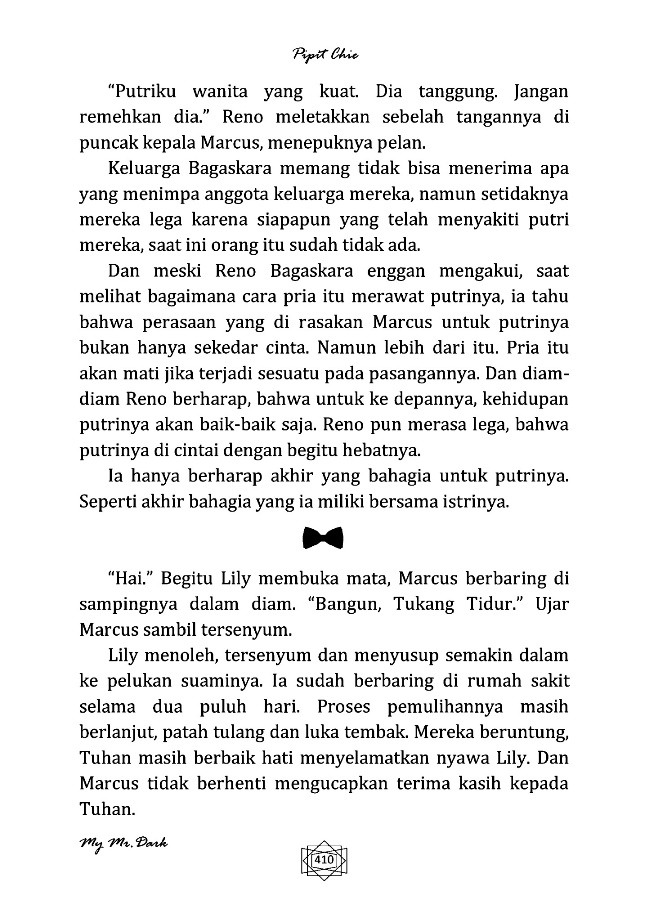 Pipit Chie
“Putriku wanita yang kuat. Dia tanggung. Jangan
remehkan dia.” Reno meletakkan sebelah tangannya di
puncak kepala Marcus, menepuknya pelan.
Keluarga Bagaskara memang tidak bisa menerima apa
yang menimpa anggota keluarga mereka, namun setidaknya
mereka lega karena siapapun yang telah menyakiti putri
mereka, saat ini orang itu sudah tidak ada.
Dan meski Reno Bagaskara enggan mengakui, saat
melihat bagaimana cara pria itu merawat putrinya, ia tahu
bahwa perasaan yang di rasakan Marcus untuk putrinya
bukan hanya sekedar cinta. Namun lebih dari itu. Pria itu
akan mati jika terjadi sesuatu pada pasangannya. Dan diam-
diam Reno berharap, bahwa untuk ke depannya, kehidupan
putrinya akan baik-baik saja. Reno pun merasa lega, bahwa
putrinya di cintai dengan begitu hebatnya.
Ia hanya berharap akhir yang bahagia untuk putrinya.
Seperti akhir bahagia yang ia miliki bersama istrinya.
“Hai.” Begitu Lily membuka mata, Marcus berbaring di
sampingnya dalam diam. “Bangun, Tukang Tidur.” Ujar
Marcus sambil tersenyum.
Lily menoleh, tersenyum dan menyusup semakin dalam
ke pelukan suaminya. Ia sudah berbaring di rumah sakit
selama dua puluh hari. Proses pemulihannya masih
berlanjut, patah tulang dan luka tembak. Mereka beruntung,
Tuhan masih berbaik hati menyelamatkan nyawa Lily. Dan
Marcus tidak berhenti mengucapkan terima kasih kepada
Tuhan.
My Mr. Dark
410